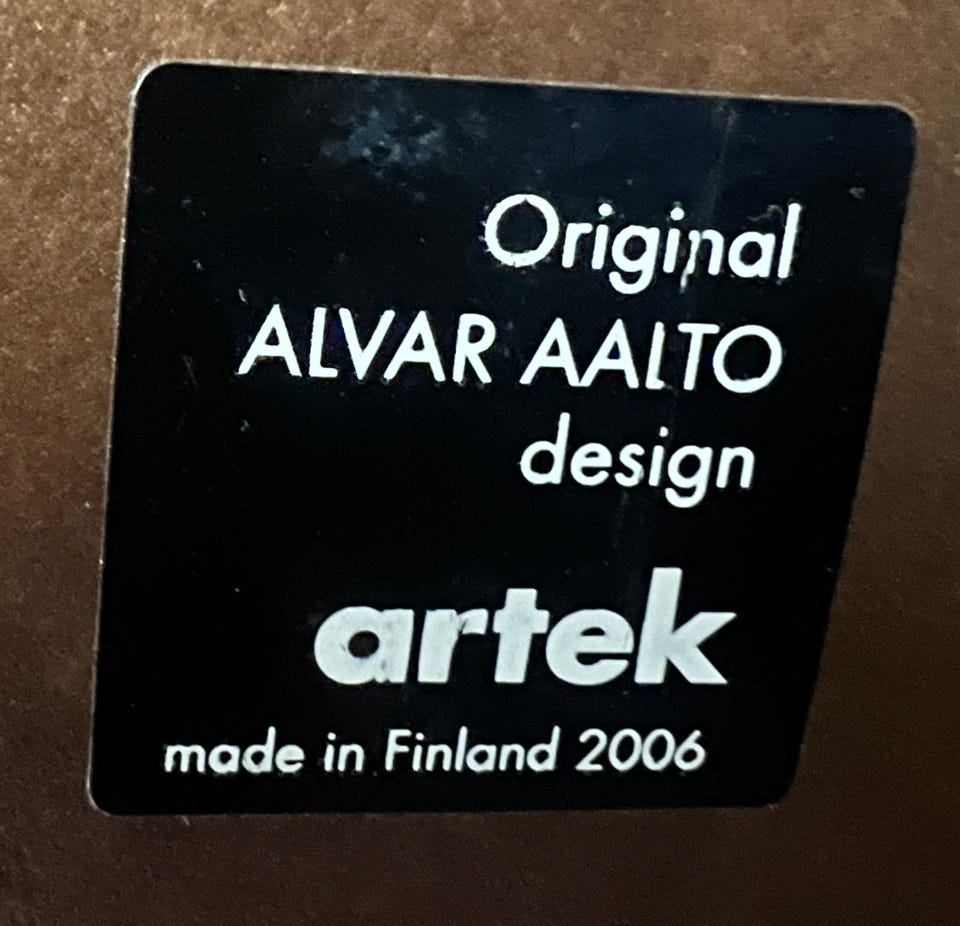 Original
ALVAR AALTO
design
artek
made in Finland 2006